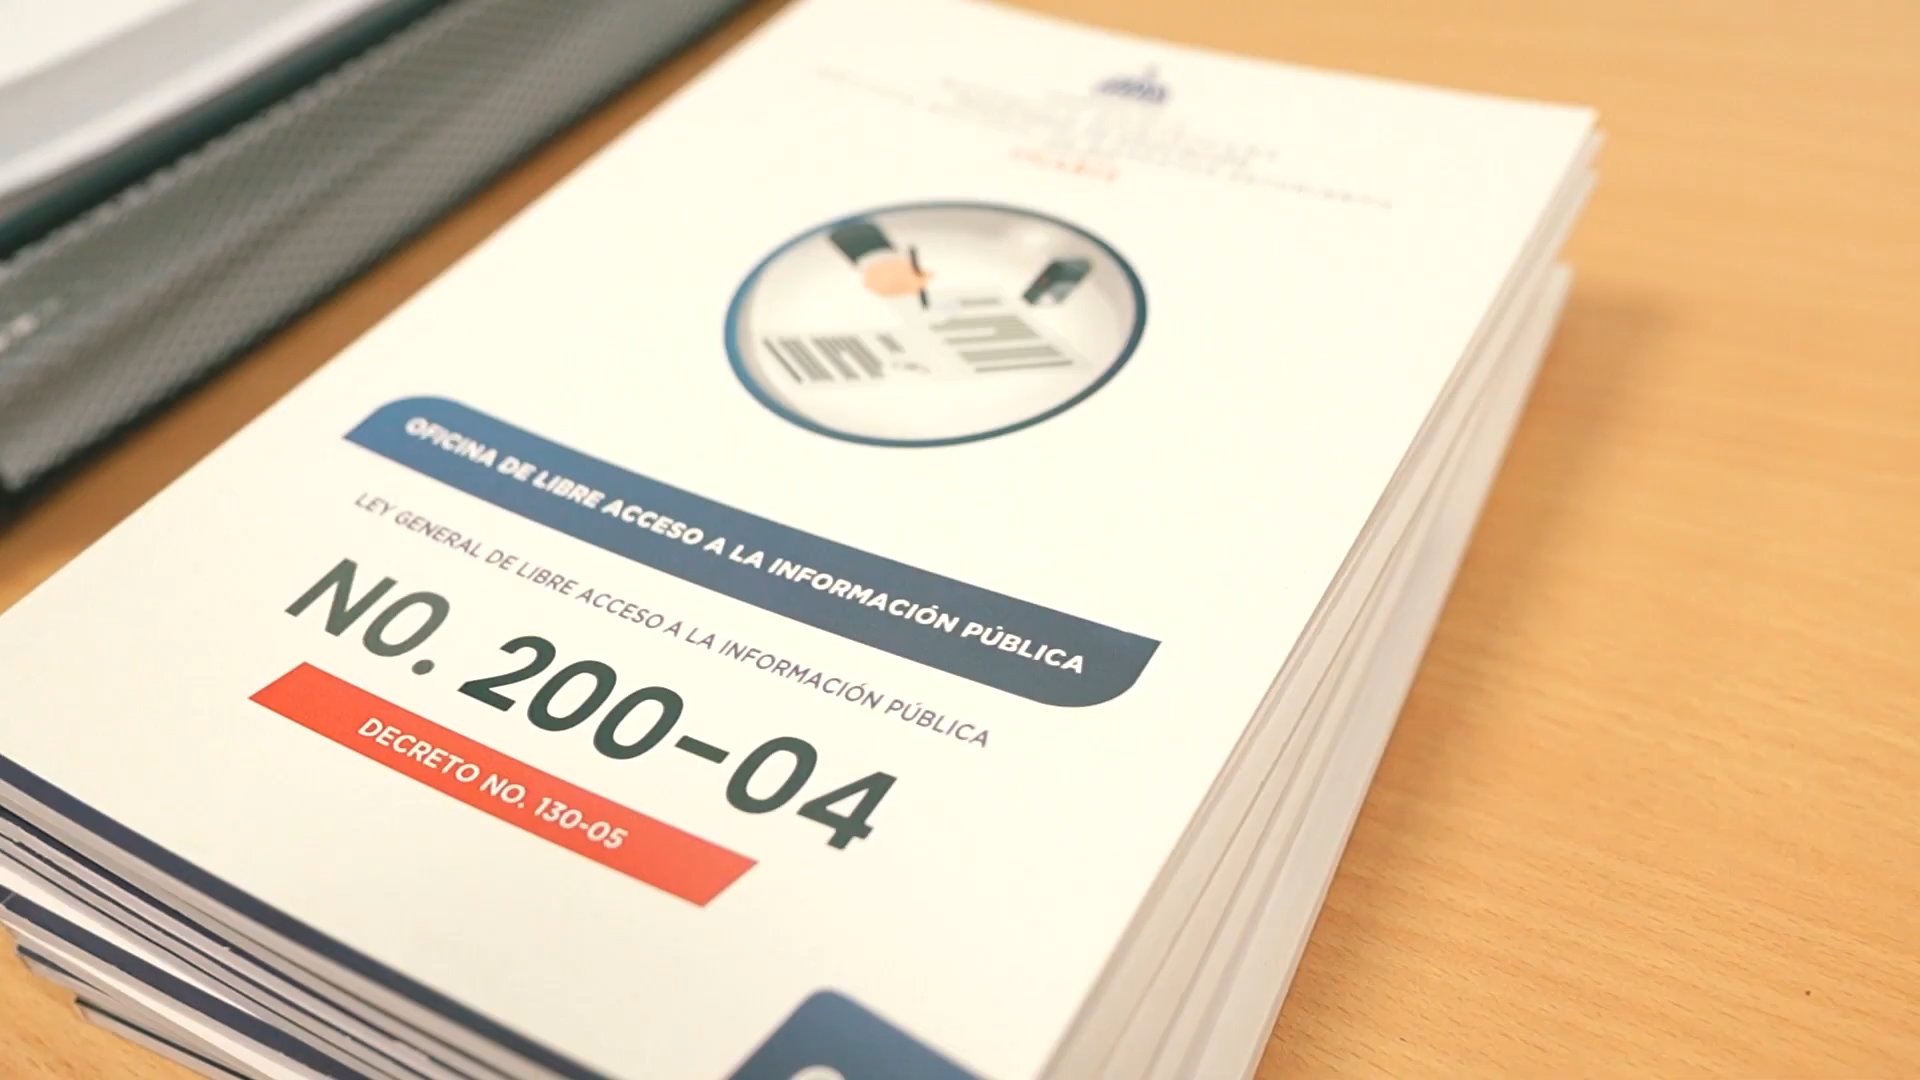 OFICINA DE LIBRE ACCESO A LA INFORMACIÓN PÚBLICA
LEY GENERAL DE LIBRE ACCESO A LA INFORMACIÓN PÚBLICA
NO. 200-04
DECRETO NO. 130-05